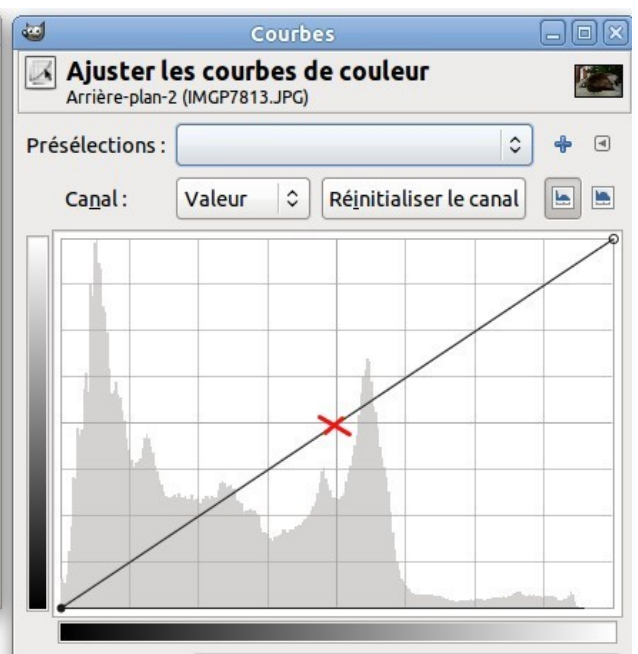 Courbes
Ajuster les courbes de couleur
Arrière-plan-2 (IMGP7813.JPG)
Présélections :
Canal : Valeur Réinitialiser le canal